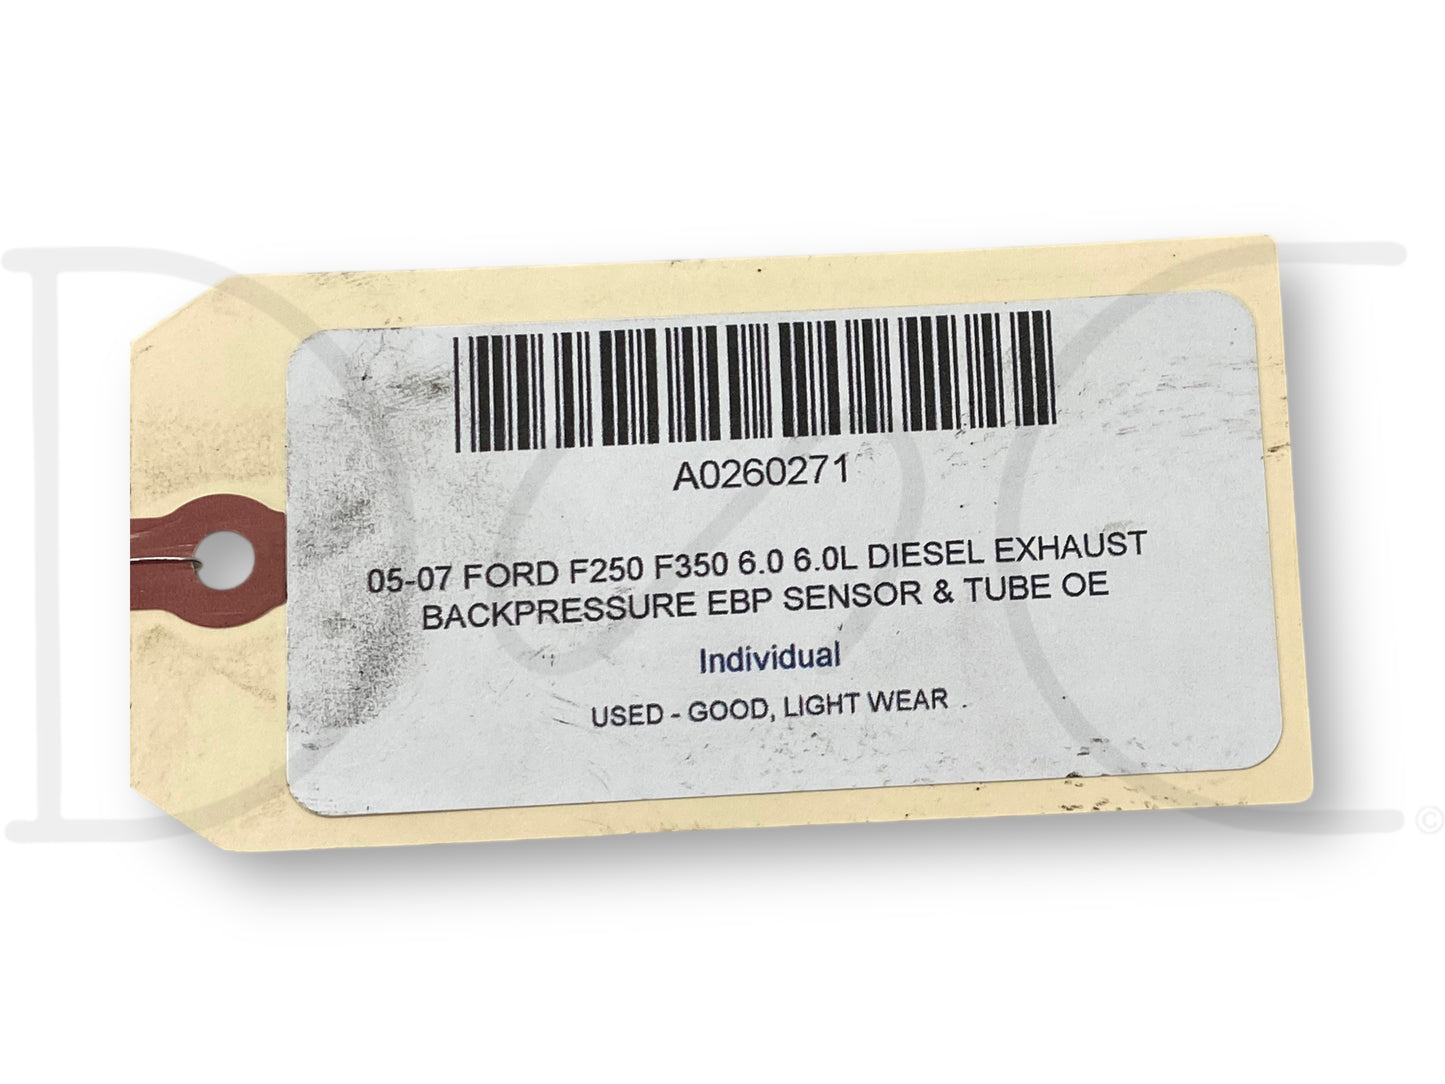 A0260271
05-07 FORD F250 F350 6.0 6.0L DIESEL EXHAUST
BACKPRESSURE EBP SENSOR & TUBE OE
Individual
USED - GOOD, LIGHT WEAR
©